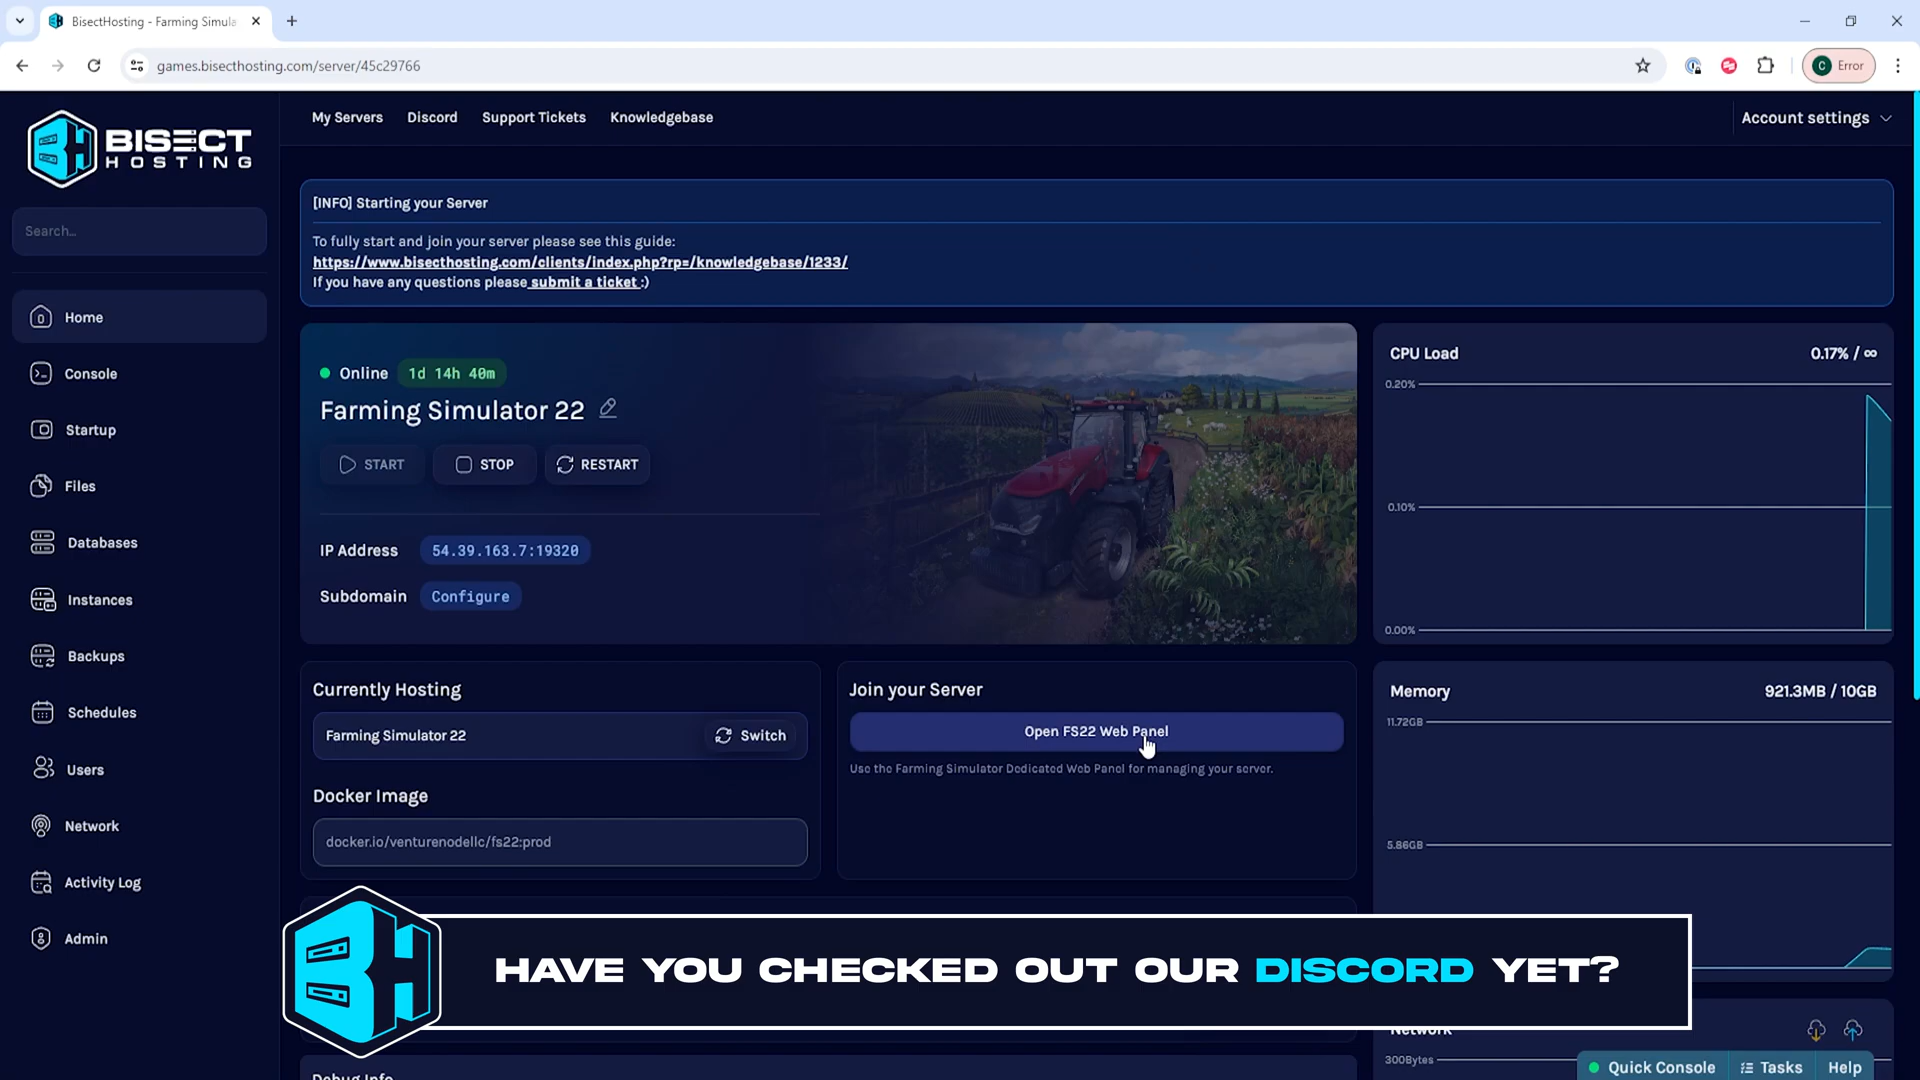 BisectHosting - Farming Simula
games.bisecthosting.com/server/45c29766
C Error
BISECT
HOSTING
My Servers Discord Support Tickets Knowledgebase
Account settings
Search...
[INFO] Starting your Server
To fully start and join your server please see this guide:
https://www.bisecthosting.com/clients/index.php?rp=/knowledgebase/1233/
If you have any questions please submit a ticket :)
Home
Console
Startup
Files
Databases
Instances
Backups
Schedules
Users
Network
Activity Log
Admin
Online 1d 14h 40m
Farming Simulator 22
START STOP RESTART
IP Address 54.39.163.7:19320
Subdomain Configure
CPU Load 0.17% / ∞
0.20%
0.10%
0.00%
Currently Hosting
Farming Simulator 22 Switch
Docker Image
docker.io/venturenodellc/fs22:prod
Join your Server
Open FS22 Web Panel
Use the Farming Simulator Dedicated Web Panel for managing your server.
Memory 921.3MB / 10GB
11.72GB
5.86GB
HAVE YOU CHECKED OUT OUR DISCORD YET?
Network
300Bytes
Debug Info
Quick Console Tasks Help